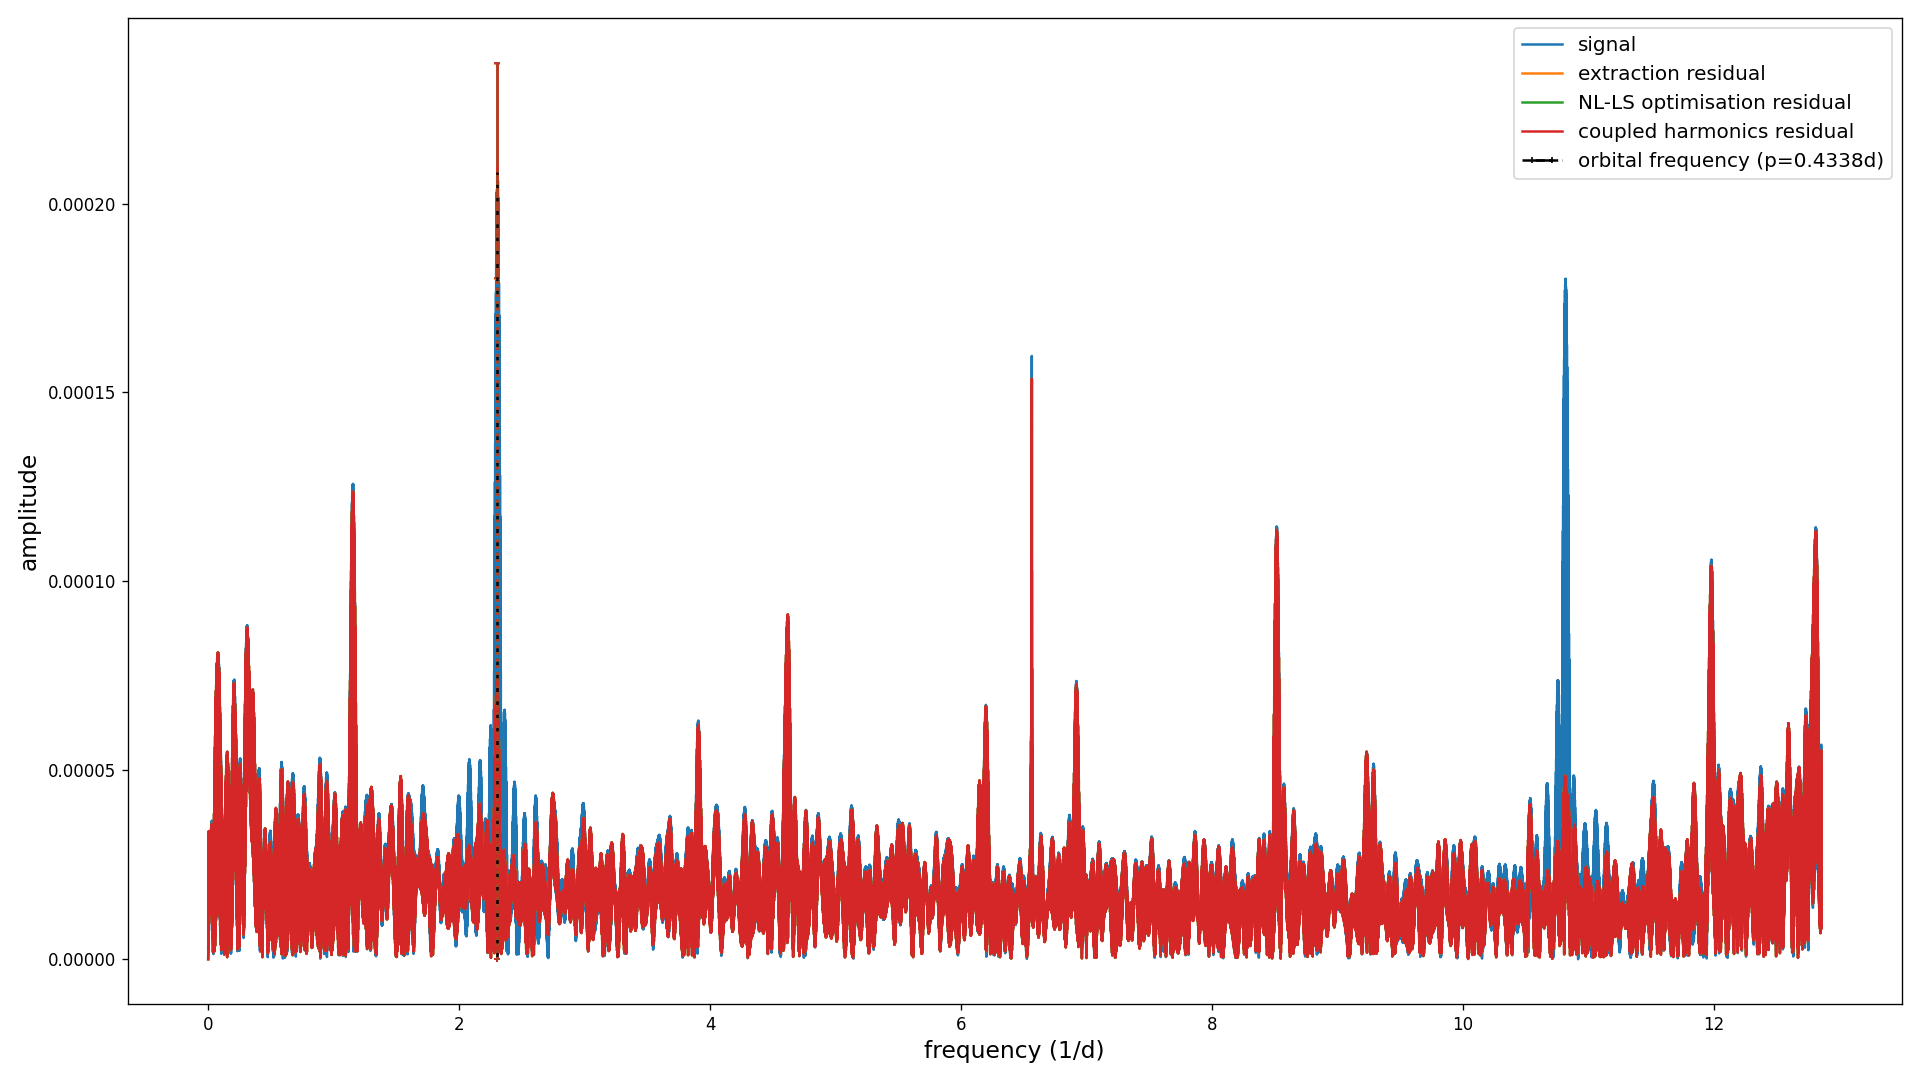 signal
extraction residual
NL-LS optimisation residual
coupled harmonics residual
orbital frequency (p=0.4338d)
0.00020
0.00015
0.00010
0.00005
0.00000
amplitude
0 2 4 6 8 10 12
frequency (1/d)